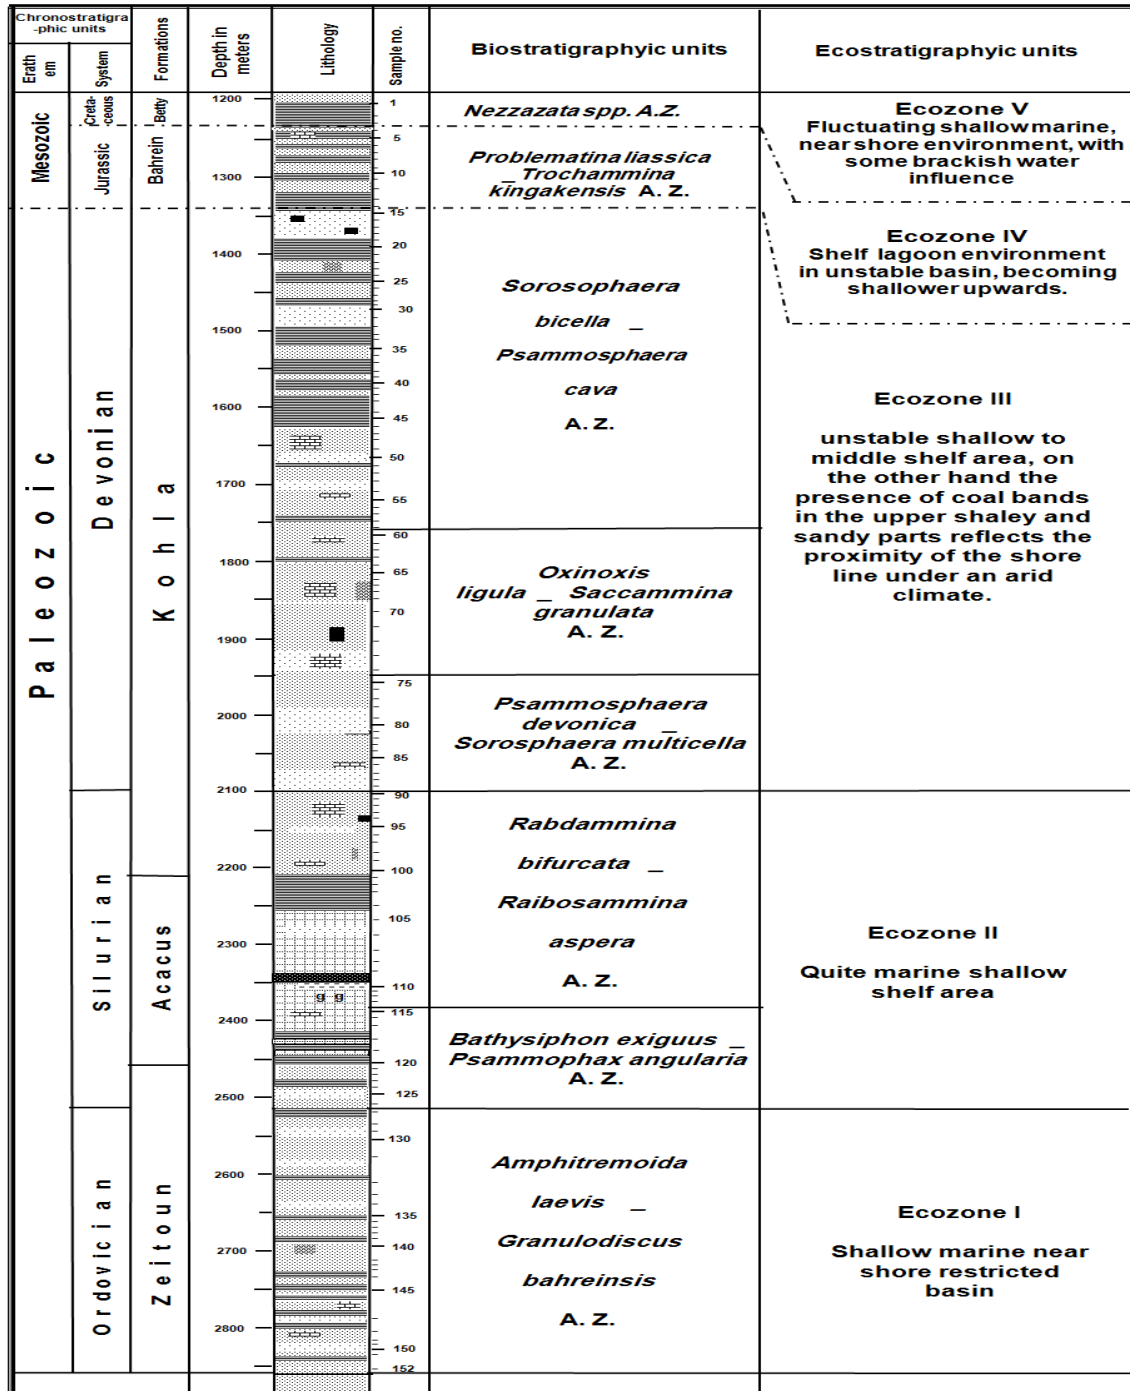 Chronostratigra
-phic units
Erath
em
System
Formations
Depth in
meters
Lithology
Sample no.
Biostratigraphyic units
Ecostratigraphyic units
Mesozoic
Creta-
-ceous
Jurassic
Betty
Bahrein
Paleozoic
Devonian
Silurian
Ordovician
Kohla
Acacus
Zeitoun
1200
1300
1400
1500
1600
1700
1800
1900
2000
2100
2200
2300
2400
2500
2600
2700
2800
g g
1
5
10
15
20
25
30
35
40
45
50
55
60
65
70
75
80
85
90
95
100
105
110
115
120
125
130
135
140
145
150
152
Nezzazata spp. A.Z.
Problematina liassica
_ Trochammina
kingakensis A. Z.
Sorosophaera
bicella _
Psammosphaera
cava
A. Z.
Oxinoxis
ligula _ Saccammina
granulata
A. Z.
Psammosphaera
devonica _
Sorosphaera multicella
A. Z.
Rabdammina
bifurcata _
Raibosammina
aspera
A. Z.
Bathysiphon exiguus _
Psammophax angularia
A. Z.
Amphitremoida
laevis _
Granulodiscus
bahreinsis
A. Z.
Ecozone V
Fluctuating shallow marine,
near shore environment, with
some brackish water
influence
Ecozone IV
Shelf lagoon environment
in unstable basin, becoming
shallower upwards.
Ecozone III
unstable shallow to
middle shelf area, on
the other hand the
presence of coal bands
in the upper shaley and
sandy parts reflects the
proximity of the shore
line under an arid
climate.
Ecozone II
Quite marine shallow
shelf area
Ecozone I
Shallow marine near
shore restricted
basin